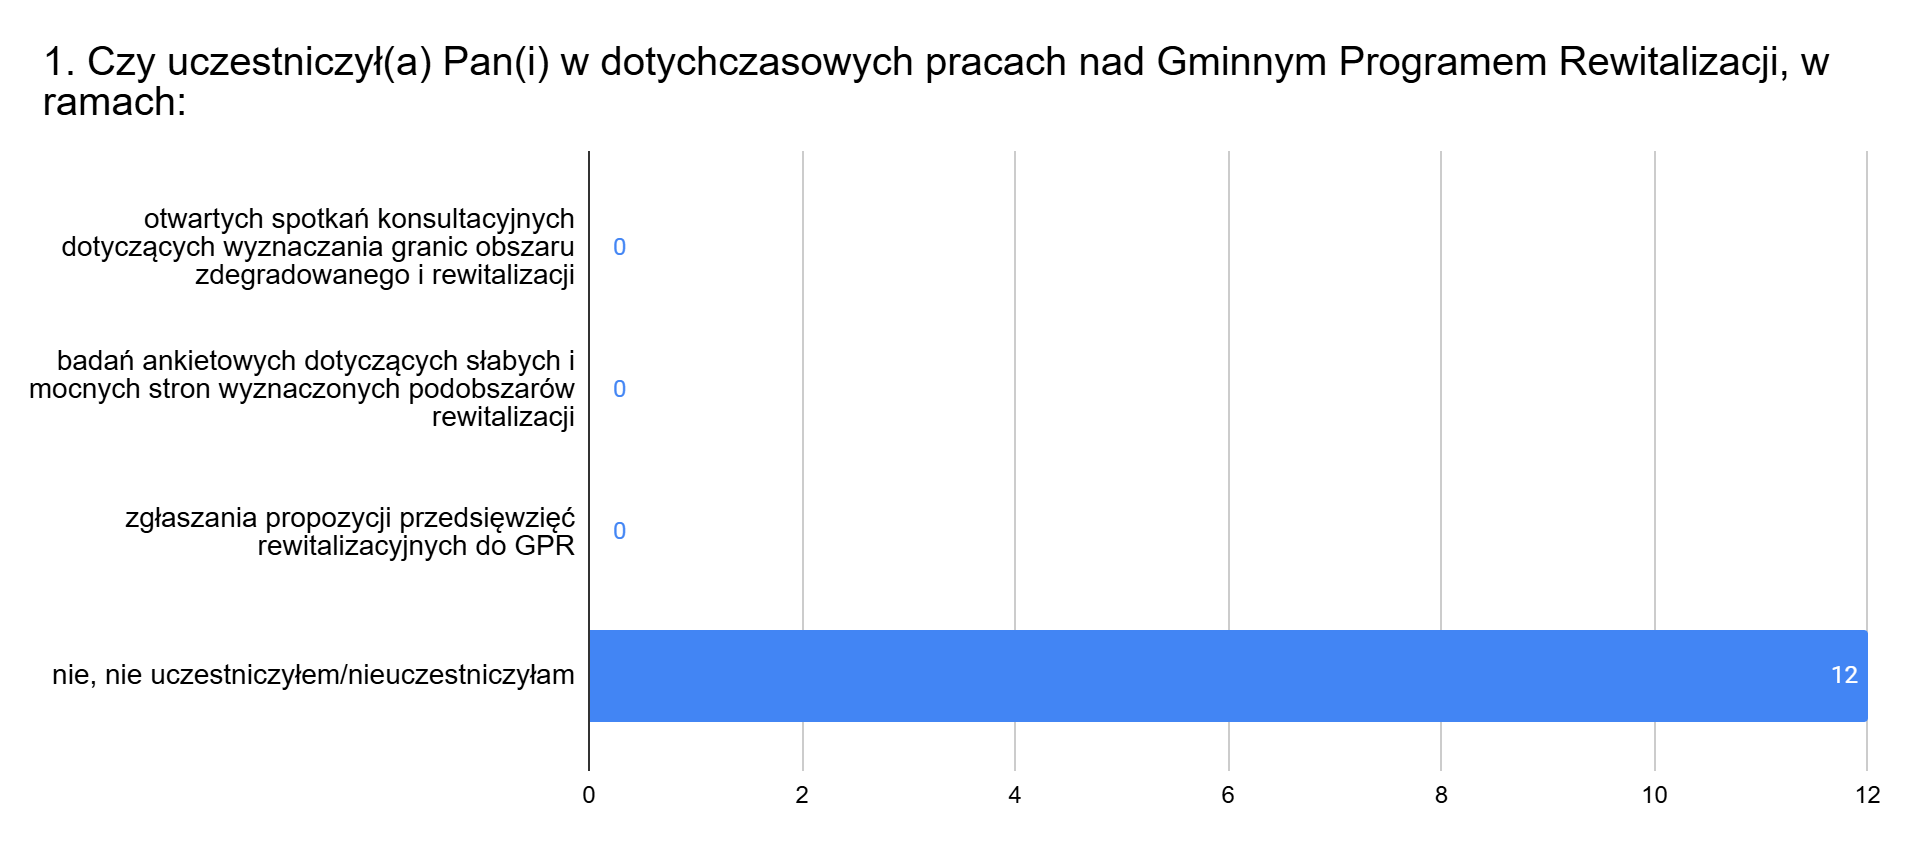 1. Czy uczestniczył(a) Pan(i) w dotychczasowych pracach nad Gminnym Programem Rewitalizacji, w
ramach:
otwartych spotkań konsultacyjnych
dotyczących wyznaczania granic obszaru
zdegradowanego i rewitalizacji
0
badań ankietowych dotyczących słabych i
mocnych stron wyznaczonych podobszarów
rewitalizacji
0
zgłaszania propozycji przedsięwzięć
rewitalizacyjnych do GPR
0
nie, nie uczestniczyłem/nieuczestniczyłam
12
0 2 4 6 8 10 12